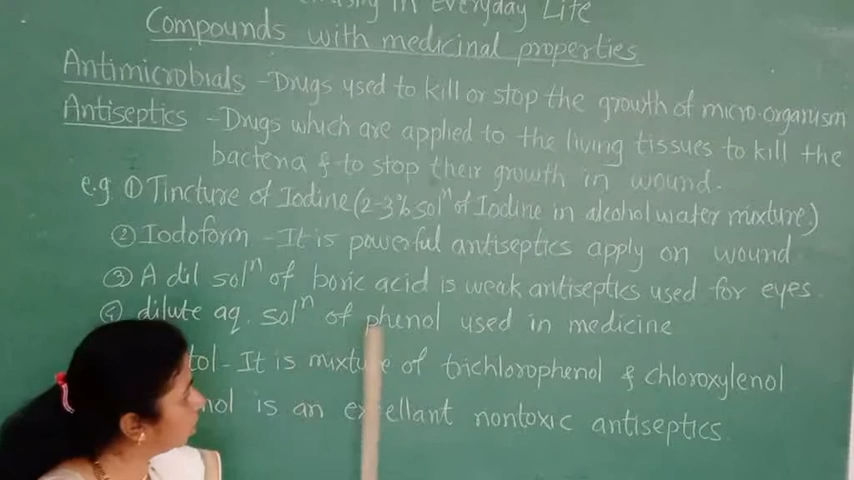 in Everyday Life
Compounds with medicinal properties
Antimicrobials - Drugs used to kill or stop the growth of micro.organism
Antiseptics - Drugs which are applied to the living tissues to kill the
bacteria & to stop their growth in wound.
e.g ① Tincture of Iodine (2-3% solⁿ of Iodine in alcohol water mixture.)
② Iodoform - It is powerful antiseptics apply on wound
③ A dil solⁿ of boric acid is weak antiseptics used for eyes.
④ dilute aq. solⁿ of phenol used in medicine
tol - It is mixture of trichlorophenol & chloroxylenol
nol is an excellant nontoxic antiseptics